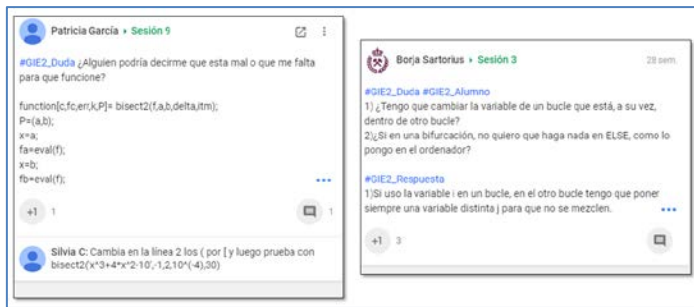 Patricia García ▸ Sesión 9
#GIE2_Duda ¿Alguien podría decirme que esta mal o que me falta
para que funcione?
function[c,fc,err,k,P]= bisect2(f,a,b,delta,itm);
P=(a,b);
x=a;
fa=eval(f);
x=b;
fb=eval(f);
+1 1
1
Silvia C: Cambia en la línea 2 los ( por [ y luego prueba con
bisect2('x^3+4*x^2-10',-1,2,10^(-4),30)
Borja Sartorius ▸ Sesión 3
28 sem.
#GIE2_Duda #GIE2_Alumno
1) ¿Tengo que cambiar la variable de un bucle que está, a su vez,
dentro de otro bucle?
2)¿Si en una bifurcación, no quiero que haga nada en ELSE, como lo
pongo en el ordenador?
#GIE2_Respuesta
1)Si uso la variable i en un bucle, en el otro bucle tengo que poner
siempre una variable distinta j para que no se mezclen.
+1 3